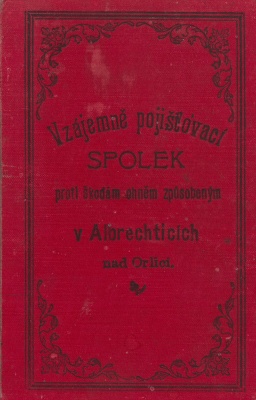 Vzájemně pojišťovací
SPOLEK
proti škodám ohněm způsobeným
v Albrechticích
nad Orlicí.